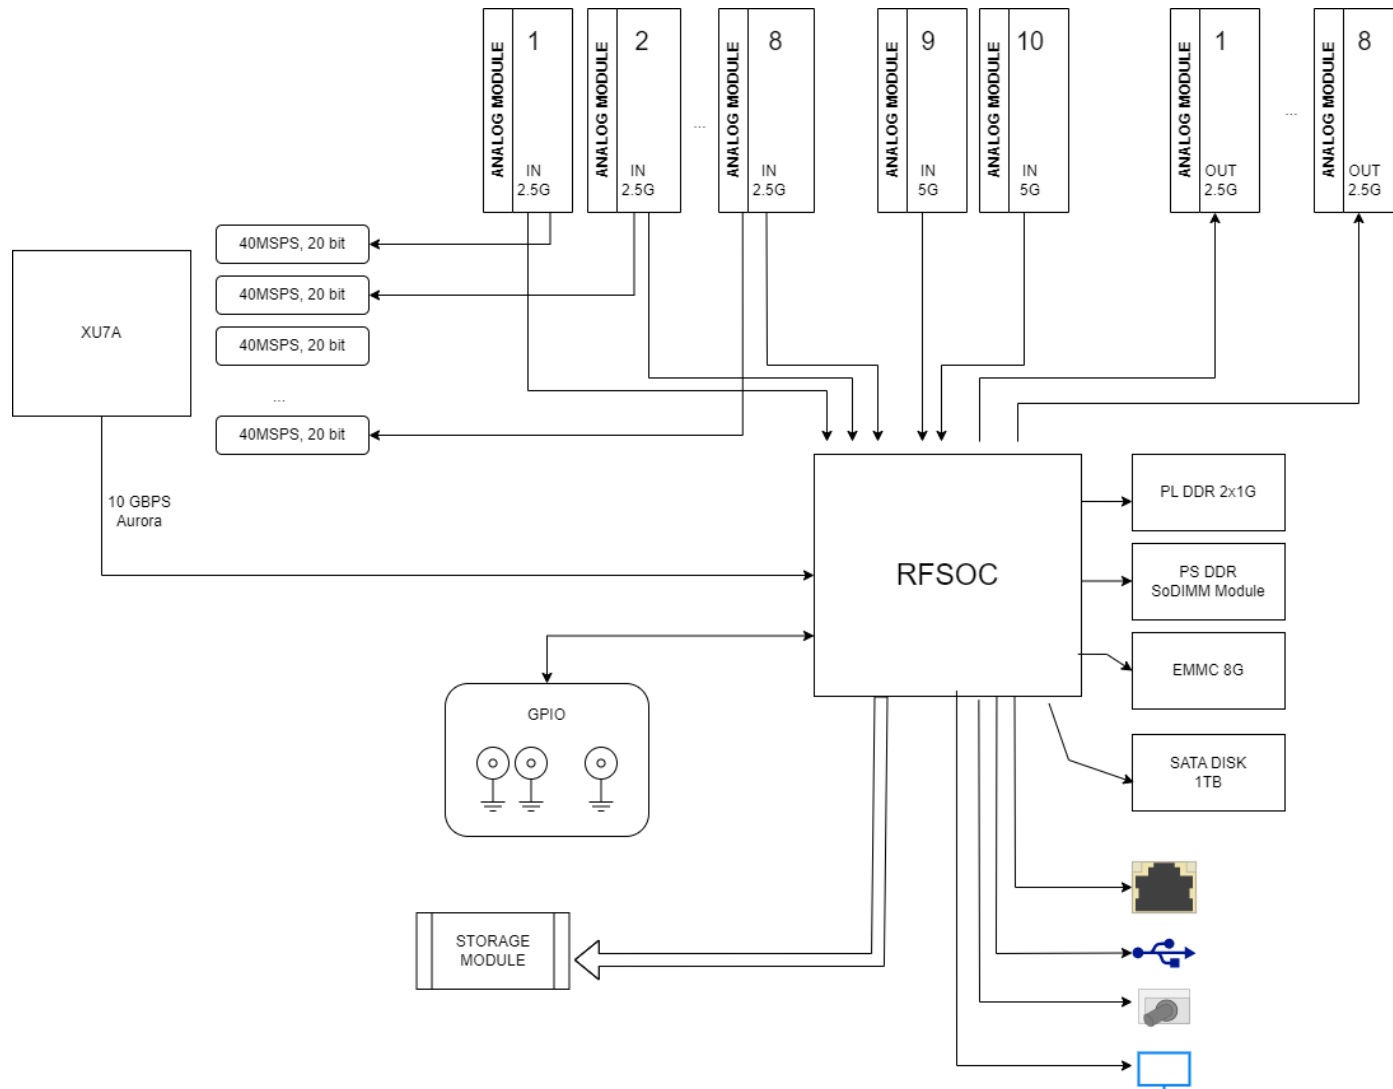 ANALOG MODULE
1
IN
2.5G
ANALOG MODULE
2
IN
2.5G
...
ANALOG MODULE
8
IN
2.5G
ANALOG MODULE
9
IN
5G
ANALOG MODULE
10
IN
5G
ANALOG MODULE
1
OUT
2.5G
...
ANALOG MODULE
8
OUT
2.5G
XU7A
40MSPS, 20 bit
40MSPS, 20 bit
40MSPS, 20 bit
...
40MSPS, 20 bit
10 GBPS
Aurora
RFSOC
PL DDR 2x1G
PS DDR
SoDIMM Module
EMMC 8G
SATA DISK
1TB
GPIO
STORAGE
MODULE